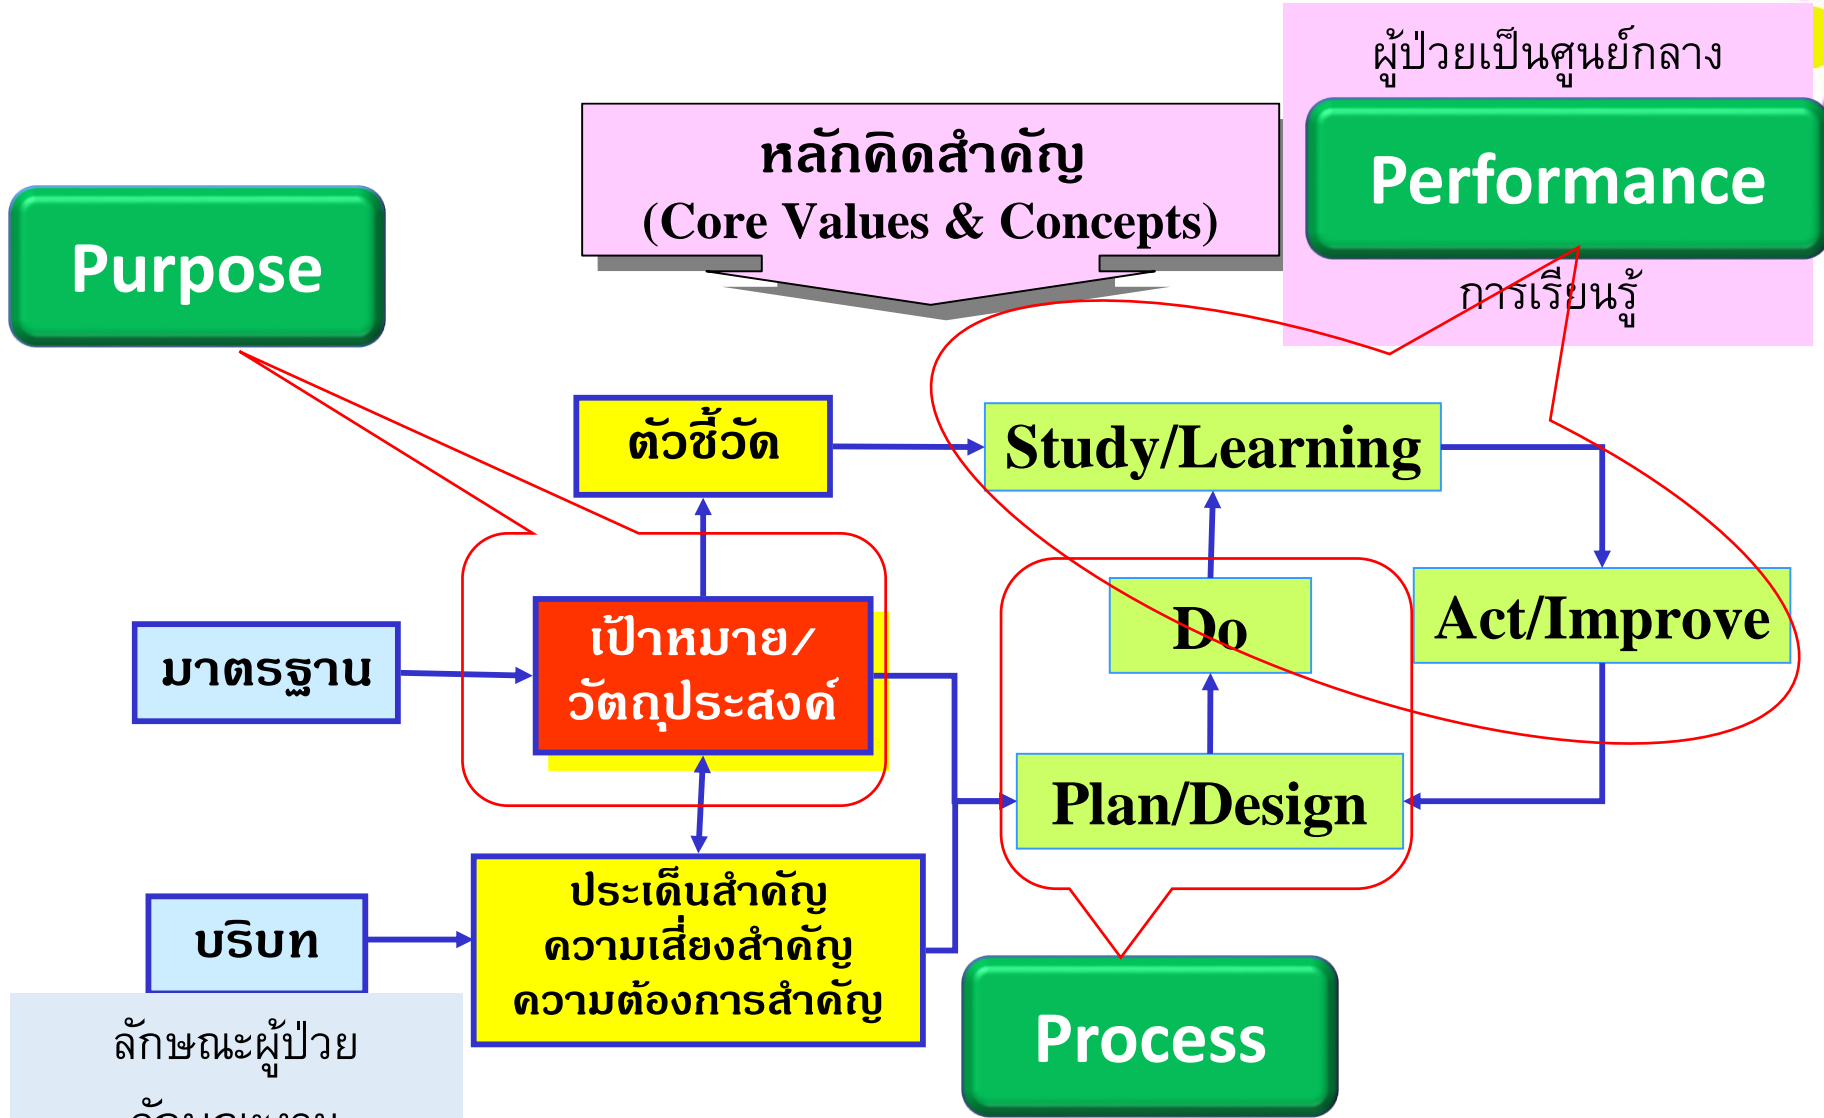 ผู้ป่วยเป็นศูนย์กลาง
หลักคิดสำคัญ
(Core Values & Concepts)
Performance
Purpose
การเรียนรู้
ตัวชี้วัด
Study/Learning
เป้าหมาย/
วัตถุประสงค์
Do
Act/Improve
มาตรฐาน
Plan/Design
ประเด็นสำคัญ
ความเสี่ยงสำคัญ
ความต้องการสำคัญ
บริบท
Process
ลักษณะผู้ป่วย